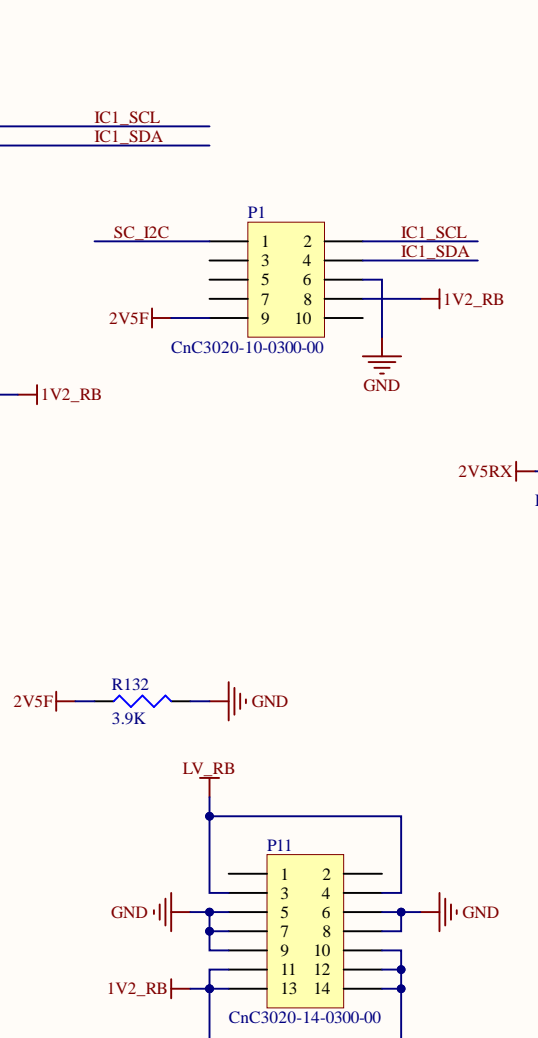 IC1_SCL
IC1_SDA
P1
SC_I2C 1 2 IC1_SCL
3 4 IC1_SDA
5 6
7 8 1V2_RB
2V5F 9 10
CnC3020-10-0300-00
GND
1V2_RB
2V5RX
R132
2V5F GND
3.9K
LV_RB
P11
1 2
3 4
GND 5 6 GND
7 8
9 10
11 12
1V2_RB 13 14
CnC3020-14-0300-00